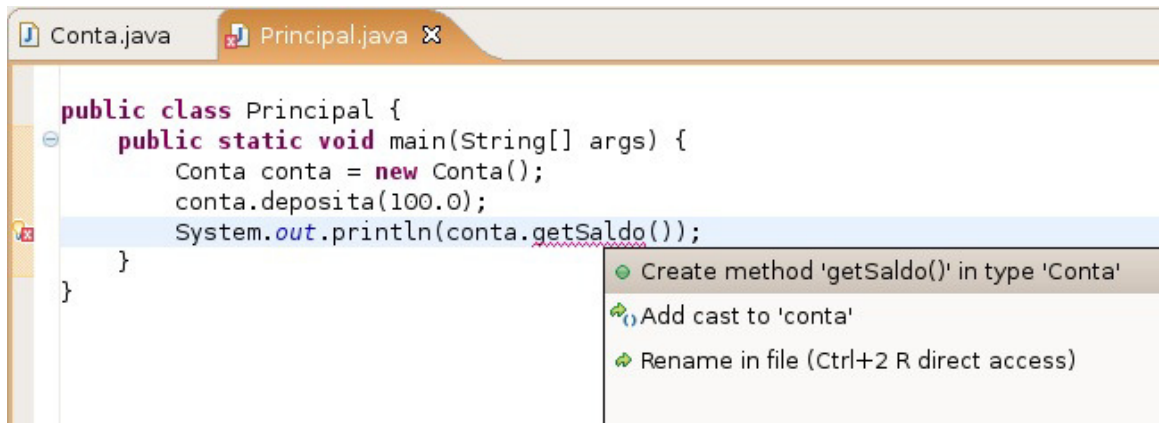 Conta.java Principal.java
public class Principal {
public static void main(String[] args) {
Conta conta = new Conta();
conta.deposita(100.0);
System.out.println(conta.getSaldo());
}
}
Create method 'getSaldo()' in type 'Conta'
Add cast to 'conta'
Rename in file (Ctrl+2 R direct access)